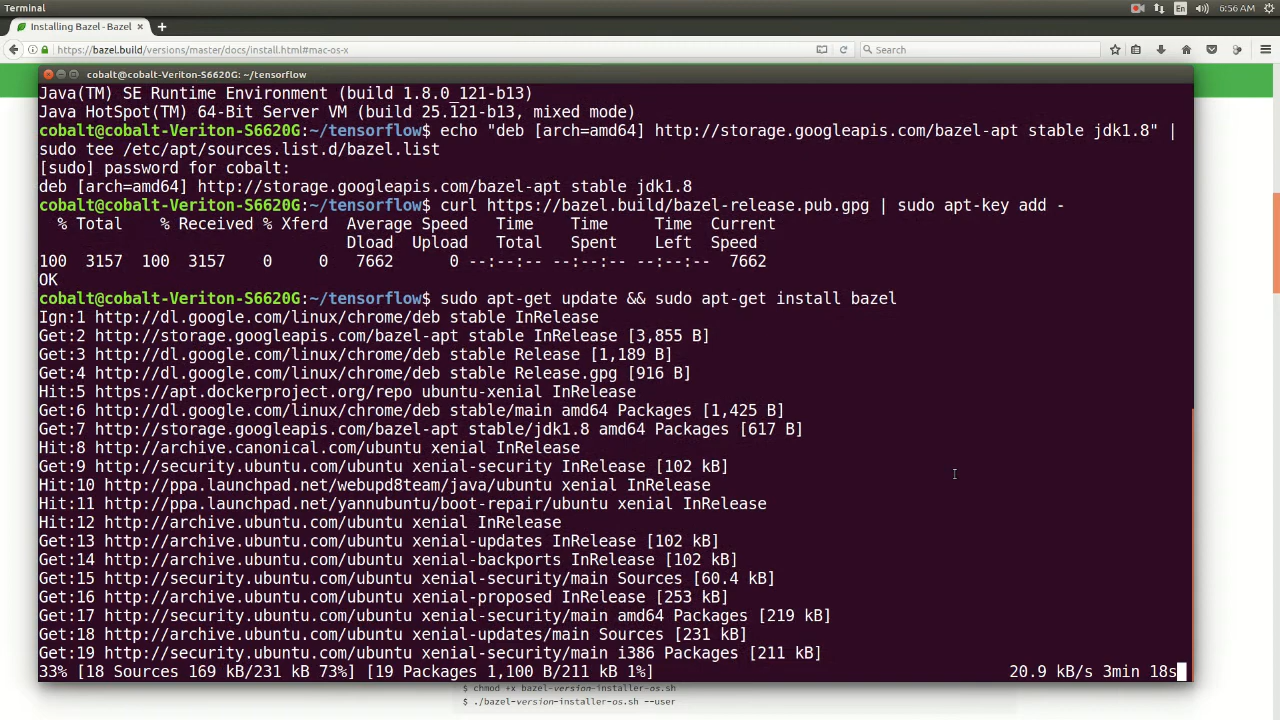 Terminal
En
6:56 AM
Installing Bazel - Bazel
https://bazel.build/versions/master/docs/install.html#mac-os-x
Search
cobalt@cobalt-Veriton-S6620G: ~/tensorflow
Java(TM) SE Runtime Environment (build 1.8.0_121-b13)
Java HotSpot(TM) 64-Bit Server VM (build 25.121-b13, mixed mode)
cobalt@cobalt-Veriton-S6620G:~/tensorflow$ echo "deb [arch=amd64] http://storage.googleapis.com/bazel-apt stable jdk1.8" |
sudo tee /etc/apt/sources.list.d/bazel.list
[sudo] password for cobalt:
deb [arch=amd64] http://storage.googleapis.com/bazel-apt stable jdk1.8
cobalt@cobalt-Veriton-S6620G:~/tensorflow$ curl https://bazel.build/bazel-release.pub.gpg | sudo apt-key add -
% Total % Received % Xferd Average Speed Time Time Time Current
Dload Upload Total Spent Left Speed
100 3157 100 3157 0 0 7662 0 --:--:-- --:--:-- --:--:-- 7662
OK
cobalt@cobalt-Veriton-S6620G:~/tensorflow$ sudo apt-get update && sudo apt-get install bazel
Ign:1 http://dl.google.com/linux/chrome/deb stable InRelease
Get:2 http://storage.googleapis.com/bazel-apt stable InRelease [3,855 B]
Get:3 http://dl.google.com/linux/chrome/deb stable Release [1,189 B]
Get:4 http://dl.google.com/linux/chrome/deb stable Release.gpg [916 B]
Hit:5 https://apt.dockerproject.org/repo ubuntu-xenial InRelease
Get:6 http://dl.google.com/linux/chrome/deb stable/main amd64 Packages [1,425 B]
Get:7 http://storage.googleapis.com/bazel-apt stable/jdk1.8 amd64 Packages [617 B]
Hit:8 http://archive.canonical.com/ubuntu xenial InRelease
Get:9 http://security.ubuntu.com/ubuntu xenial-security InRelease [102 kB]
Hit:10 http://ppa.launchpad.net/webupd8team/java/ubuntu xenial InRelease
Hit:11 http://ppa.launchpad.net/yannubuntu/boot-repair/ubuntu xenial InRelease
Hit:12 http://archive.ubuntu.com/ubuntu xenial InRelease
Get:13 http://archive.ubuntu.com/ubuntu xenial-updates InRelease [102 kB]
Get:14 http://archive.ubuntu.com/ubuntu xenial-backports InRelease [102 kB]
Get:15 http://security.ubuntu.com/ubuntu xenial-security/main Sources [60.4 kB]
Get:16 http://archive.ubuntu.com/ubuntu xenial-proposed InRelease [253 kB]
Get:17 http://security.ubuntu.com/ubuntu xenial-security/main amd64 Packages [219 kB]
Get:18 http://archive.ubuntu.com/ubuntu xenial-updates/main Sources [231 kB]
Get:19 http://security.ubuntu.com/ubuntu xenial-security/main i386 Packages [211 kB]
33% [18 Sources 169 kB/231 kB 73%] [19 Packages 1,100 B/211 kB 1%] 20.9 kB/s 3min 18s
$ chmod +x bazel-version-installer-os.sh
$ ./bazel-version-installer-os.sh --user